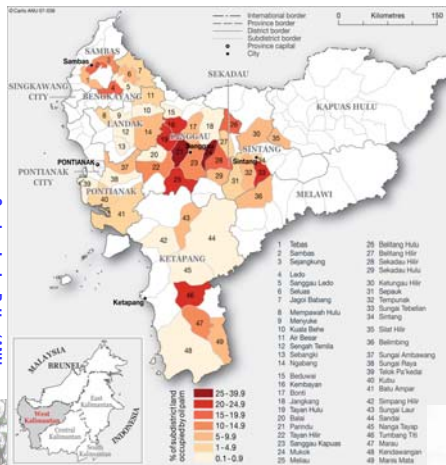 © Carto ANU 07-038
International border
Province border
District border
Subdistrict border
Province capital
City
0 Kilometres 150
SAMBAS
Sambas
SINGKAWANG
CITY
BENGKAYANG
SEKADAU
KAPUAS HULU
LANDAK
SANGGAU
Sanggau
SINTANG
Sintang
PONTIANAK
PONTIANAK
CITY
PONTIANAK
MELAWI
KETAPANG
Ketapang
1 Tebas
2 Sambas
3 Sejangkung
4 Ledo
5 Sanggau Ledo
6 Seluas
7 Jagoi Babang
8 Mempawah Hulu
9 Menyuke
10 Kuala Behe
11 Air Besar
12 Sengah Temila
13 Sebangki
14 Ngabang
15 Beduwai
16 Kembayan
17 Bonti
18 Jangkang
19 Tayan Hulu
20 Balai
21 Parindu
22 Tayan Hilir
23 Sanggau Kapuas
24 Mukok
25 Meliau
26 Belitang Hulu
27 Belitang Hilir
28 Sekadau Hilir
29 Sekadau Hulu
30 Ketungau Hilir
31 Sepauk
32 Tempunak
33 Sungai Tebelian
34 Sintang
35 Silat Hilir
36 Belimbing
37 Sungai Ambawang
38 Sungai Raya
39 Telok Pa'kedai
40 Kubu
41 Batu Ampar
42 Simpang Hilir
43 Sungai Laur
44 Sandai
45 Nanga Tayap
46 Tumbang Titi
47 Marau
48 Kendawangan
49 Manis Mata
% of subdistrict land
occupied by oil palm
25-39.9
20-24.9
15-19.9
10-14.9
5-9.9
1-4.9
0.1-0.9
MALAYSIA
BRUNEI
West
Kalimantan
East
Kalimantan
Central
Kalimantan
South
Kalimantan
INDONESIA